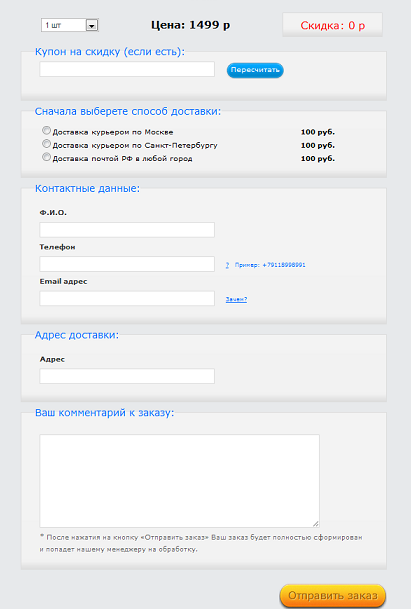 1 шт
Цена: 1499 р
Скидка: 0 р
Купон на скидку (если есть):
Пересчитать
Сначала выберете способ доставки:
Доставка курьером по Москве 100 руб.
Доставка курьером по Санкт-Петербургу 100 руб.
Доставка почтой РФ в любой город 100 руб.
Контактные данные:
Ф.И.О.
Телефон
? Пример: +79118998991
Email адрес
Зачем?
Адрес доставки:
Адрес
Ваш комментарий к заказу:
* После нажатия на кнопку «Отправить заказ» Ваш заказ будет полностью сформирован
и попадет нашему менеджеру на обработку.
Отправить заказ